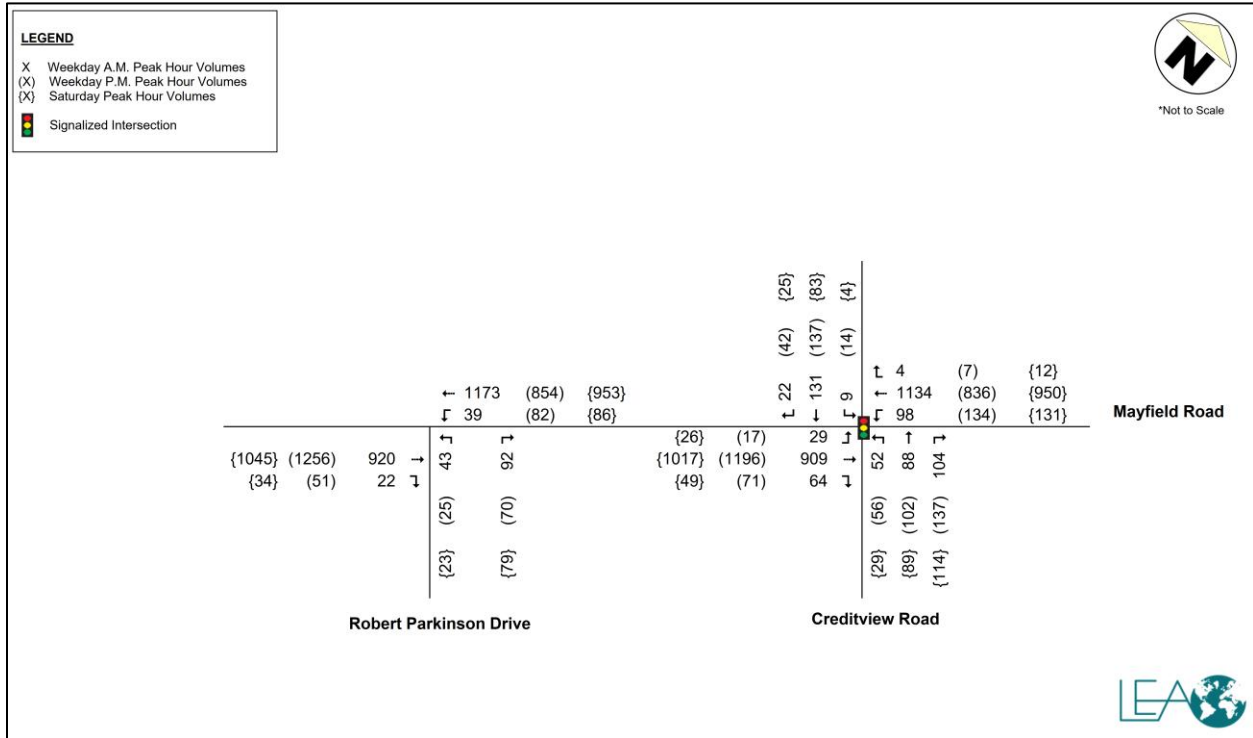 LEGEND
X Weekday A.M. Peak Hour Volumes
(X) Weekday P.M. Peak Hour Volumes
{X} Saturday Peak Hour Volumes
Signalized Intersection
N
*Not to Scale
{25} {83} {4}
(42) (137) (14)
22 131 9
4 (7) {12}
1134 (836) {950}
98 (134) {131}
Mayfield Road
1173 (854) {953}
39 (82) {86}
{1045} (1256) 920
{34} (51) 22
43 92
(25) (70)
{23} {79}
{26} (17) 29
{1017} (1196) 909
{49} (71) 64
52 88 104
(56) (102) (137)
{29} {89} {114}
Robert Parkinson Drive
Creditview Road
LEA